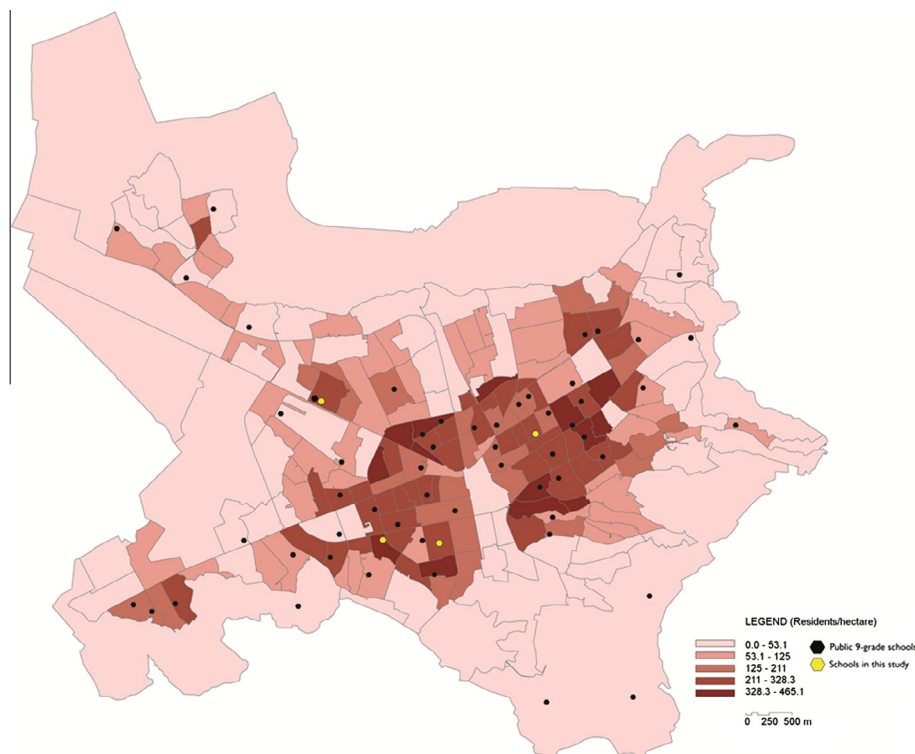 LEGEND (Residents/hectare)
0.0 - 53.1
53.1 - 125
125 - 211
211 - 328.3
328.3 - 465.1
Public 9-grade schools
Schools in this study
0 250 500 m